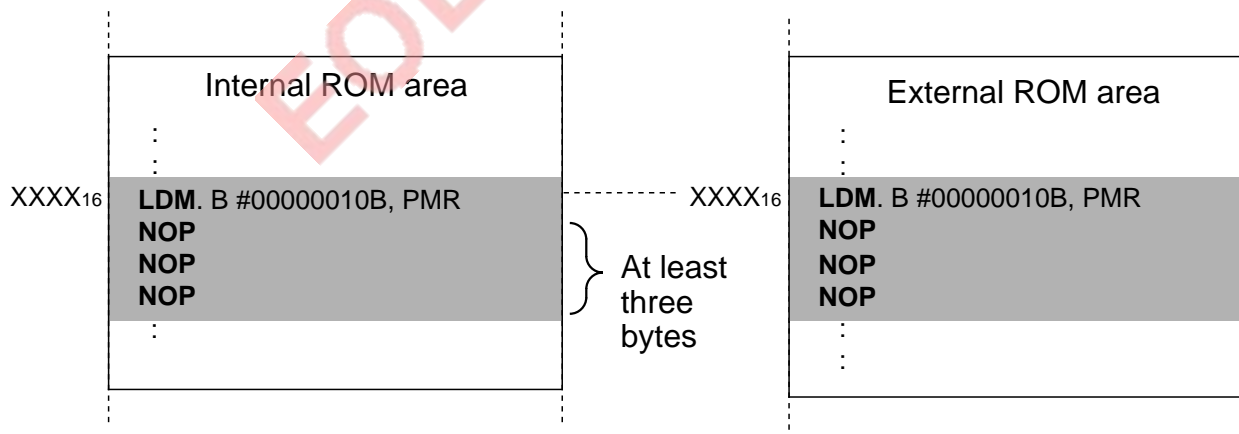 Internal ROM area
:
:
XXXX16
LDM. B #00000010B, PMR
NOP
NOP
NOP
:
At least
three
bytes
External ROM area
:
:
XXXX16
LDM. B #00000010B, PMR
NOP
NOP
NOP
:
: